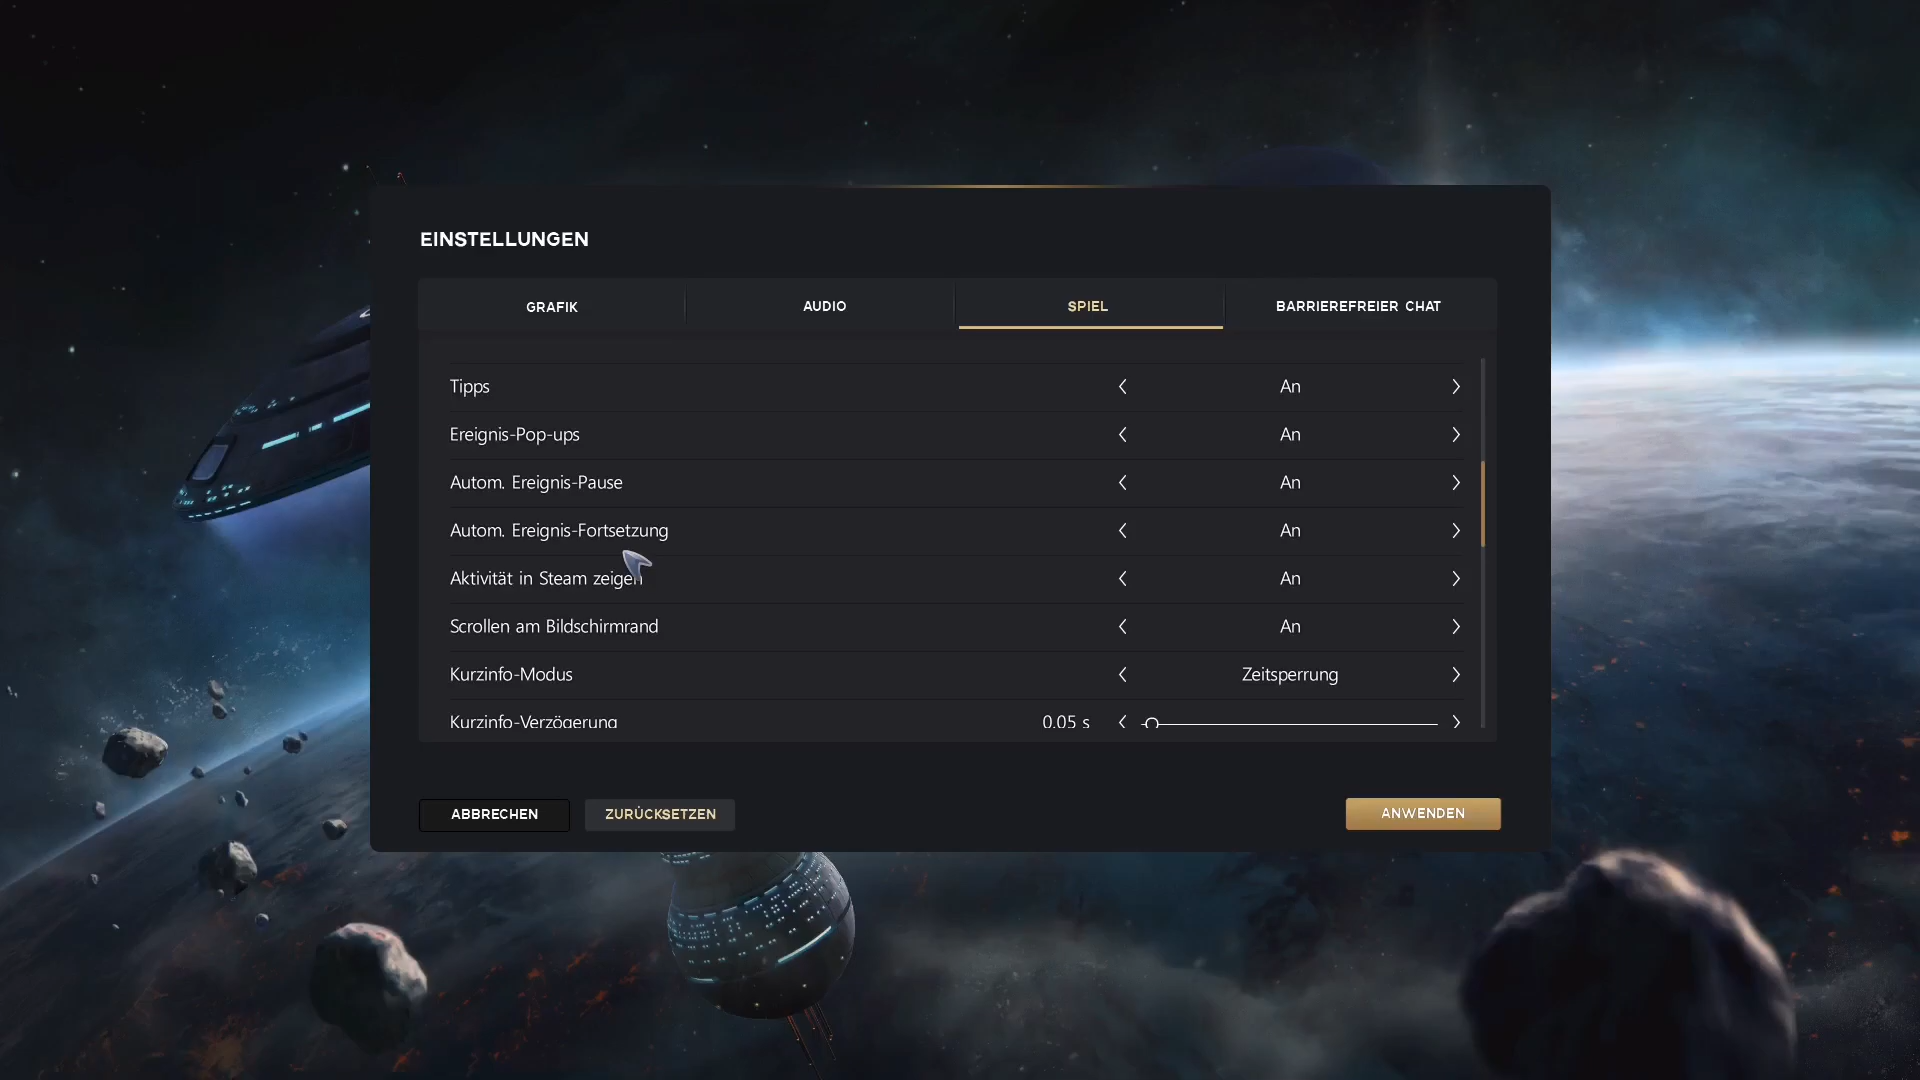 EINSTELLUNGEN
GRAFIK AUDIO SPIEL BARRIEREFREIER CHAT
Tipps An
Ereignis-Pop-ups An
Autom. Ereignis-Pause An
Autom. Ereignis-Fortsetzung An
Aktivität in Steam zeigen An
Scrollen am Bildschirmrand An
Kurzinfo-Modus Zeitsperrung
Kurzinfo-Verzögerung 0.05 s
ABBRECHEN ZURÜCKSETZEN ANWENDEN